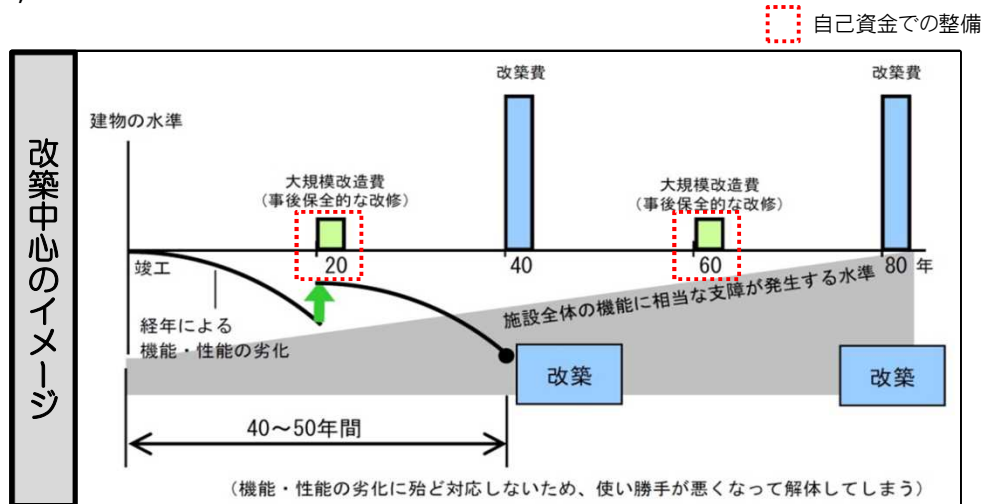 自己資金での整備
改築中心のイメージ
改築費
改築費
建物の水準
大規模改造費
（事後保全的な改修）
大規模改造費
（事後保全的な改修）
竣工
20
40
60
80 年
施設全体の機能に相当な支障が発生する水準
経年による
機能・性能の劣化
改築
改築
40～50年間
（機能・性能の劣化に殆ど対応しないため、使い勝手が悪くなって解体してしまう）